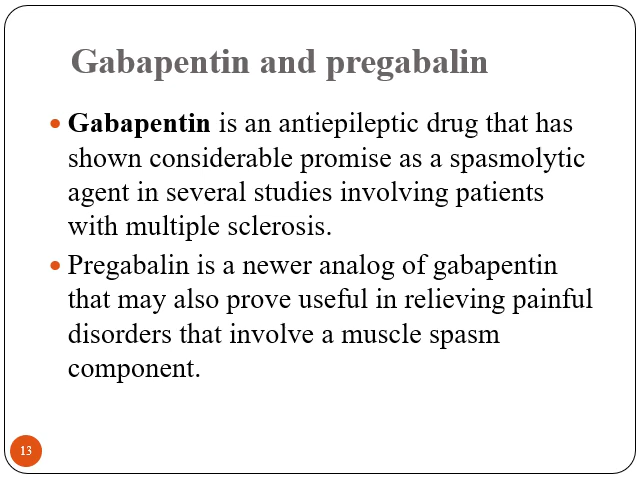 Gabapentin and pregabalin
• Gabapentin is an antiepileptic drug that has
shown considerable promise as a spasmolytic
agent in several studies involving patients
with multiple sclerosis.
• Pregabalin is a newer analog of gabapentin
that may also prove useful in relieving painful
disorders that involve a muscle spasm
component.
13